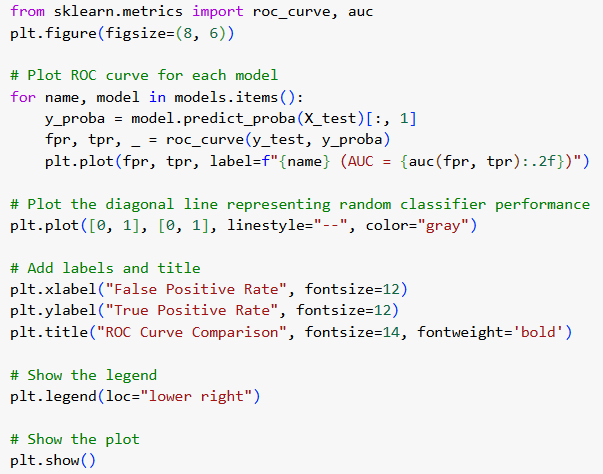 from sklearn.metrics import roc_curve, auc
plt.figure(figsize=(8, 6))

# Plot ROC curve for each model
for name, model in models.items():
    y_proba = model.predict_proba(X_test)[:, 1]
    fpr, tpr, _ = roc_curve(y_test, y_proba)
    plt.plot(fpr, tpr, label=f"{name} (AUC = {auc(fpr, tpr):.2f})")

# Plot the diagonal line representing random classifier performance
plt.plot([0, 1], [0, 1], linestyle="--", color="gray")

# Add labels and title
plt.xlabel("False Positive Rate", fontsize=12)
plt.ylabel("True Positive Rate", fontsize=12)
plt.title("ROC Curve Comparison", fontsize=14, fontweight='bold')

# Show the legend
plt.legend(loc="lower right")

# Show the plot
plt.show()